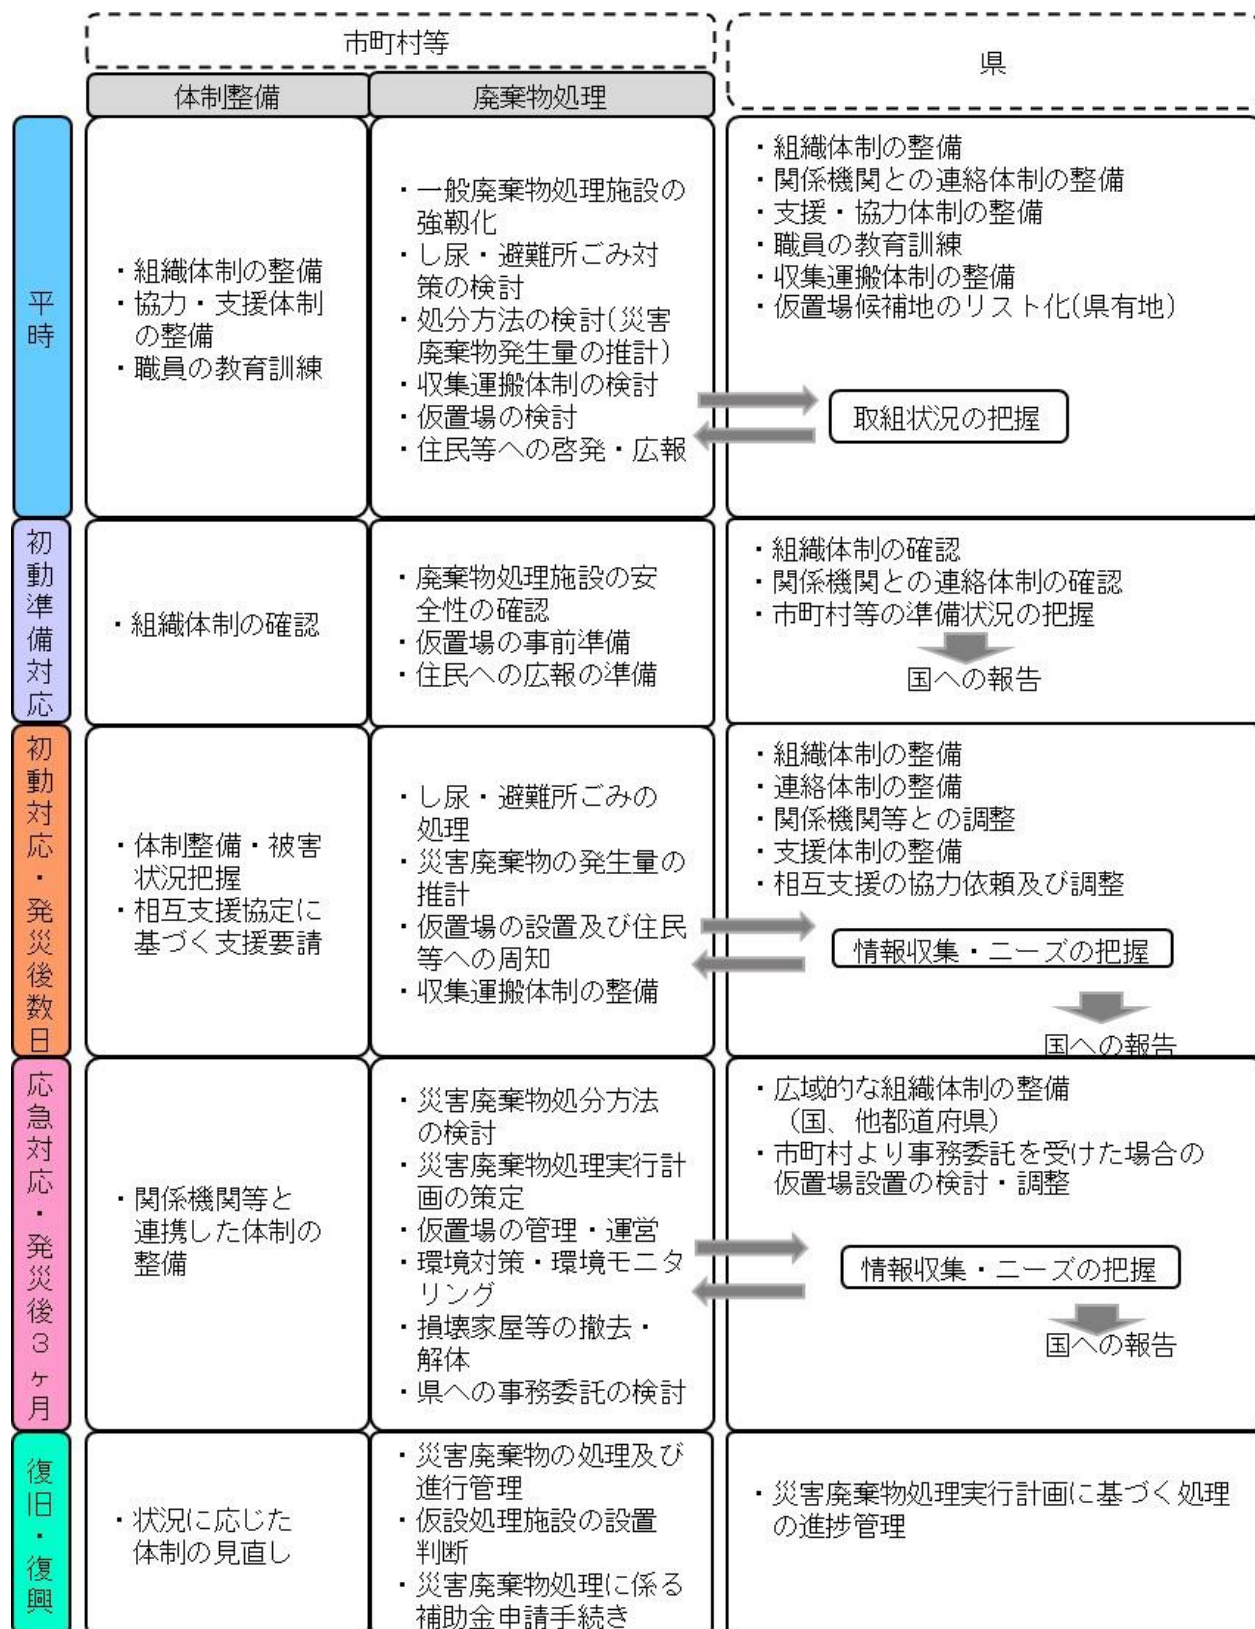 市町村等
県
体制整備
廃棄物処理
平時
・組織体制の整備
・協力・支援体制
の整備
・職員の教育訓練
・一般廃棄物処理施設の
強靱化
・し尿・避難所ごみ対
策の検討
・処分方法の検討(災害
廃棄物発生量の推計)
・収集運搬体制の検討
・仮置場の検討
・住民等への啓発・広報
・組織体制の整備
・関係機関との連絡体制の整備
・支援・協力体制の整備
・職員の教育訓練
・収集運搬体制の整備
・仮置場候補地のリスト化(県有地)
取組状況の把握
初動準備対応
・組織体制の確認
・廃棄物処理施設の安
全性の確認
・仮置場の事前準備
・住民への広報の準備
・組織体制の確認
・関係機関との連絡体制の確認
・市町村等の準備状況の把握
国への報告
初動対応・発災後数日
・体制整備・被害
状況把握
・相互支援協定に
基づく支援要請
・し尿・避難所ごみの
処理
・災害廃棄物の発生量の
推計
・仮置場の設置及び住民
等への周知
・収集運搬体制の整備
・組織体制の整備
・連絡体制の整備
・関係機関等との調整
・支援体制の整備
・相互支援の協力依頼及び調整
情報収集・ニーズの把握
国への報告
応急対応・発災後3ヶ月
・関係機関等と
連携した体制の
整備
・災害廃棄物処分方法
の検討
・災害廃棄物処理実行計
画の策定
・仮置場の管理・運営
・環境対策・環境モニタ
リング
・損壊家屋等の撤去・
解体
・県への事務委託の検討
・広域的な組織体制の整備
（国、他都道府県）
・市町村より事務委託を受けた場合の
仮置場設置の検討・調整
情報収集・ニーズの把握
国への報告
復旧・復興
・状況に応じた
体制の見直し
・災害廃棄物の処理及び
進行管理
・仮設処理施設の設置
判断
・災害廃棄物処理に係る
補助金申請手続き
・災害廃棄物処理実行計画に基づく処理
の進捗管理